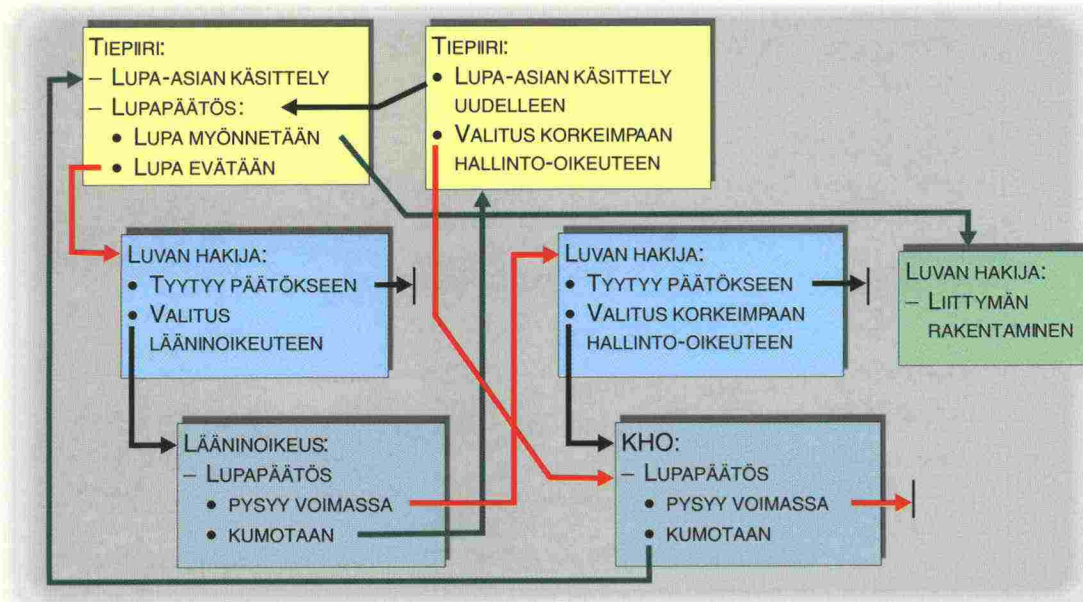 TIEPIIRI:
– LUPA-ASIAN KÄSITTELY
– LUPAPÄÄTÖS:
• LUPA MYÖNNETÄÄN
• LUPA EVÄTÄÄN
TIEPIIRI:
• LUPA-ASIAN KÄSITTELY
UUDELLEEN
• VALITUS KORKEIMPAAN
HALLINTO-OIKEUTEEN
LUVAN HAKIJA:
• TYYTYY PÄÄTÖKSEEN
• VALITUS
LÄÄNINOIKEUTEEN
LUVAN HAKIJA:
• TYYTYY PÄÄTÖKSEEN
• VALITUS KORKEIMPAAN
HALLINTO-OIKEUTEEN
LUVAN HAKIJA:
– LIITTYMÄN
RAKENTAMINEN
LÄÄNINOIKEUS:
– LUPAPÄÄTÖS
• PYSYY VOIMASSA
• KUMOTAAN
KHO:
– LUPAPÄÄTÖS
• PYSYY VOIMASSA
• KUMOTAAN